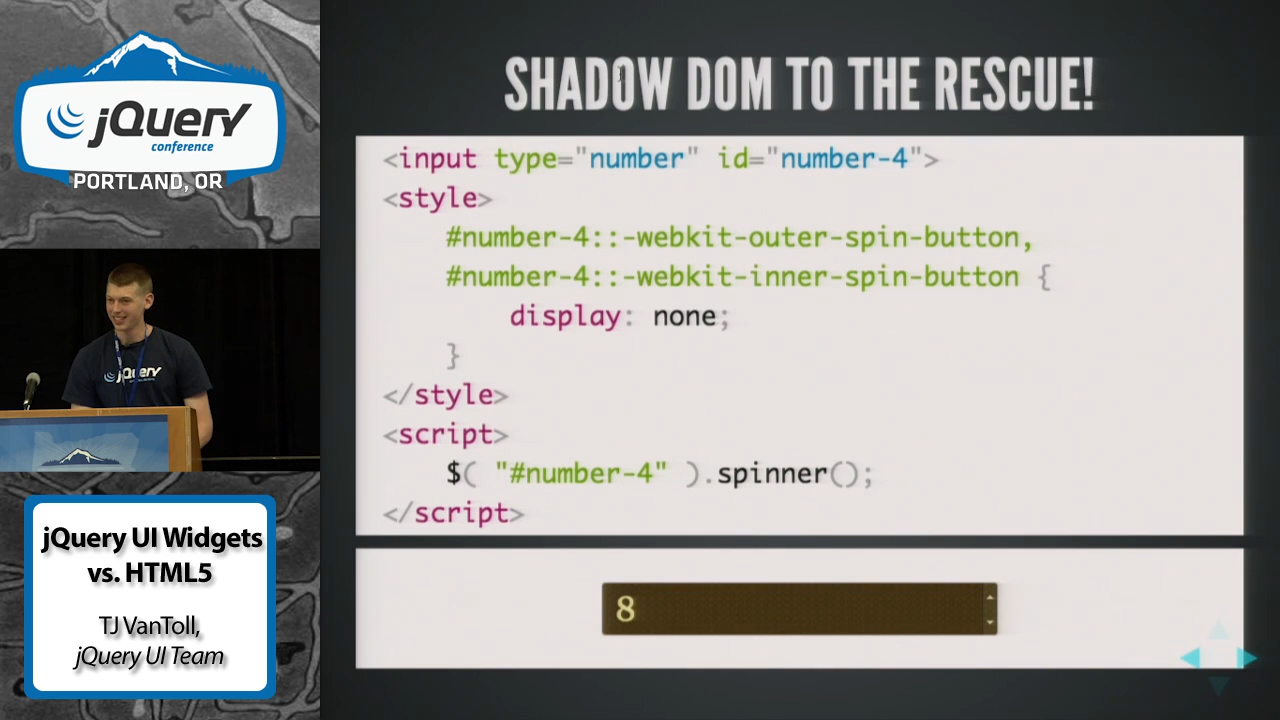 jQuery
conference
PORTLAND, OR
jQuery
jQuery UI Widgets
vs. HTML5
TJ VanToll,
jQuery UI Team
SHADOW DOM TO THE RESCUE!
<input type="number" id="number-4">
<style>
#number-4::-webkit-outer-spin-button,
#number-4::-webkit-inner-spin-button {
display: none;
}
</style>
<script>
$( "#number-4" ).spinner();
</script>
8